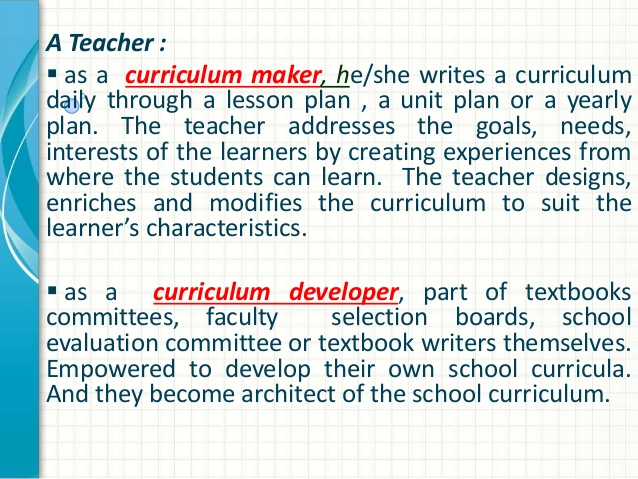 A Teacher :
▪ as a curriculum maker, he/she writes a curriculum
daily through a lesson plan , a unit plan or a yearly
plan. The teacher addresses the goals, needs,
interests of the learners by creating experiences from
where the students can learn. The teacher designs,
enriches and modifies the curriculum to suit the
learner’s characteristics.
▪ as a curriculum developer, part of textbooks
committees, faculty selection boards, school
evaluation committee or textbook writers themselves.
Empowered to develop their own school curricula.
And they become architect of the school curriculum.